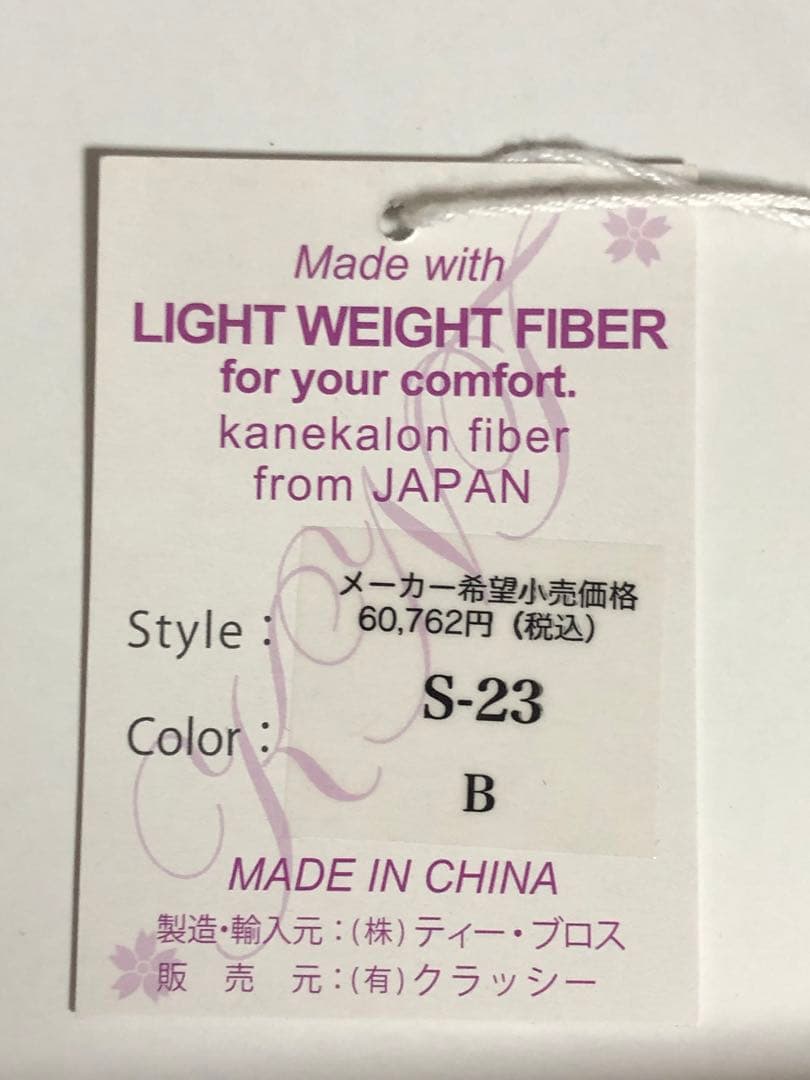 Made with
LIGHT WEIGHT FIBER
for your comfort.
kanekalon fiber
from JAPAN
メーカー希望小売価格
60,762円（税込）
Style：
S-23
Color：
B
MADE IN CHINA
製造・輸入元：(株)ティー・ブロス
販　売　元：(有)クラッシー